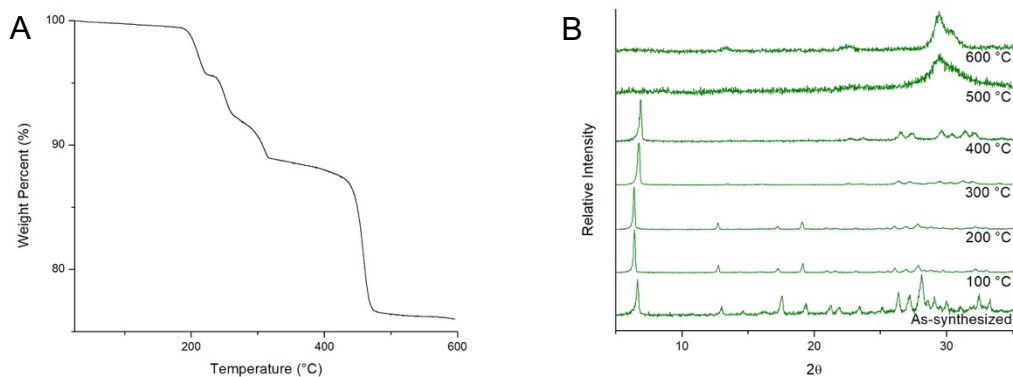 A
100
90
80
Weight Percent (%)
200
400
600
Temperature (°C)
B
Relative Intensity
600 °C
500 °C
400 °C
300 °C
200 °C
100 °C
As-synthesized
10
20
30
2θ